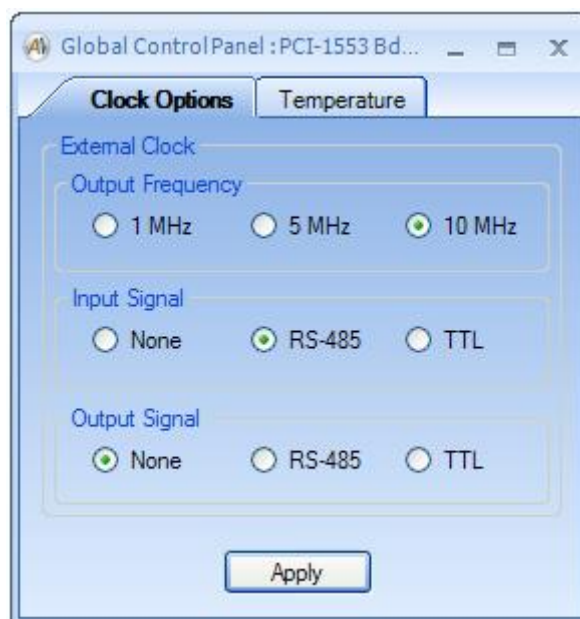 Global Control Panel : PCI-1553 Bd...
Clock Options Temperature
External Clock
Output Frequency
1 MHz 5 MHz 10 MHz
Input Signal
None RS-485 TTL
Output Signal
None RS-485 TTL
Apply